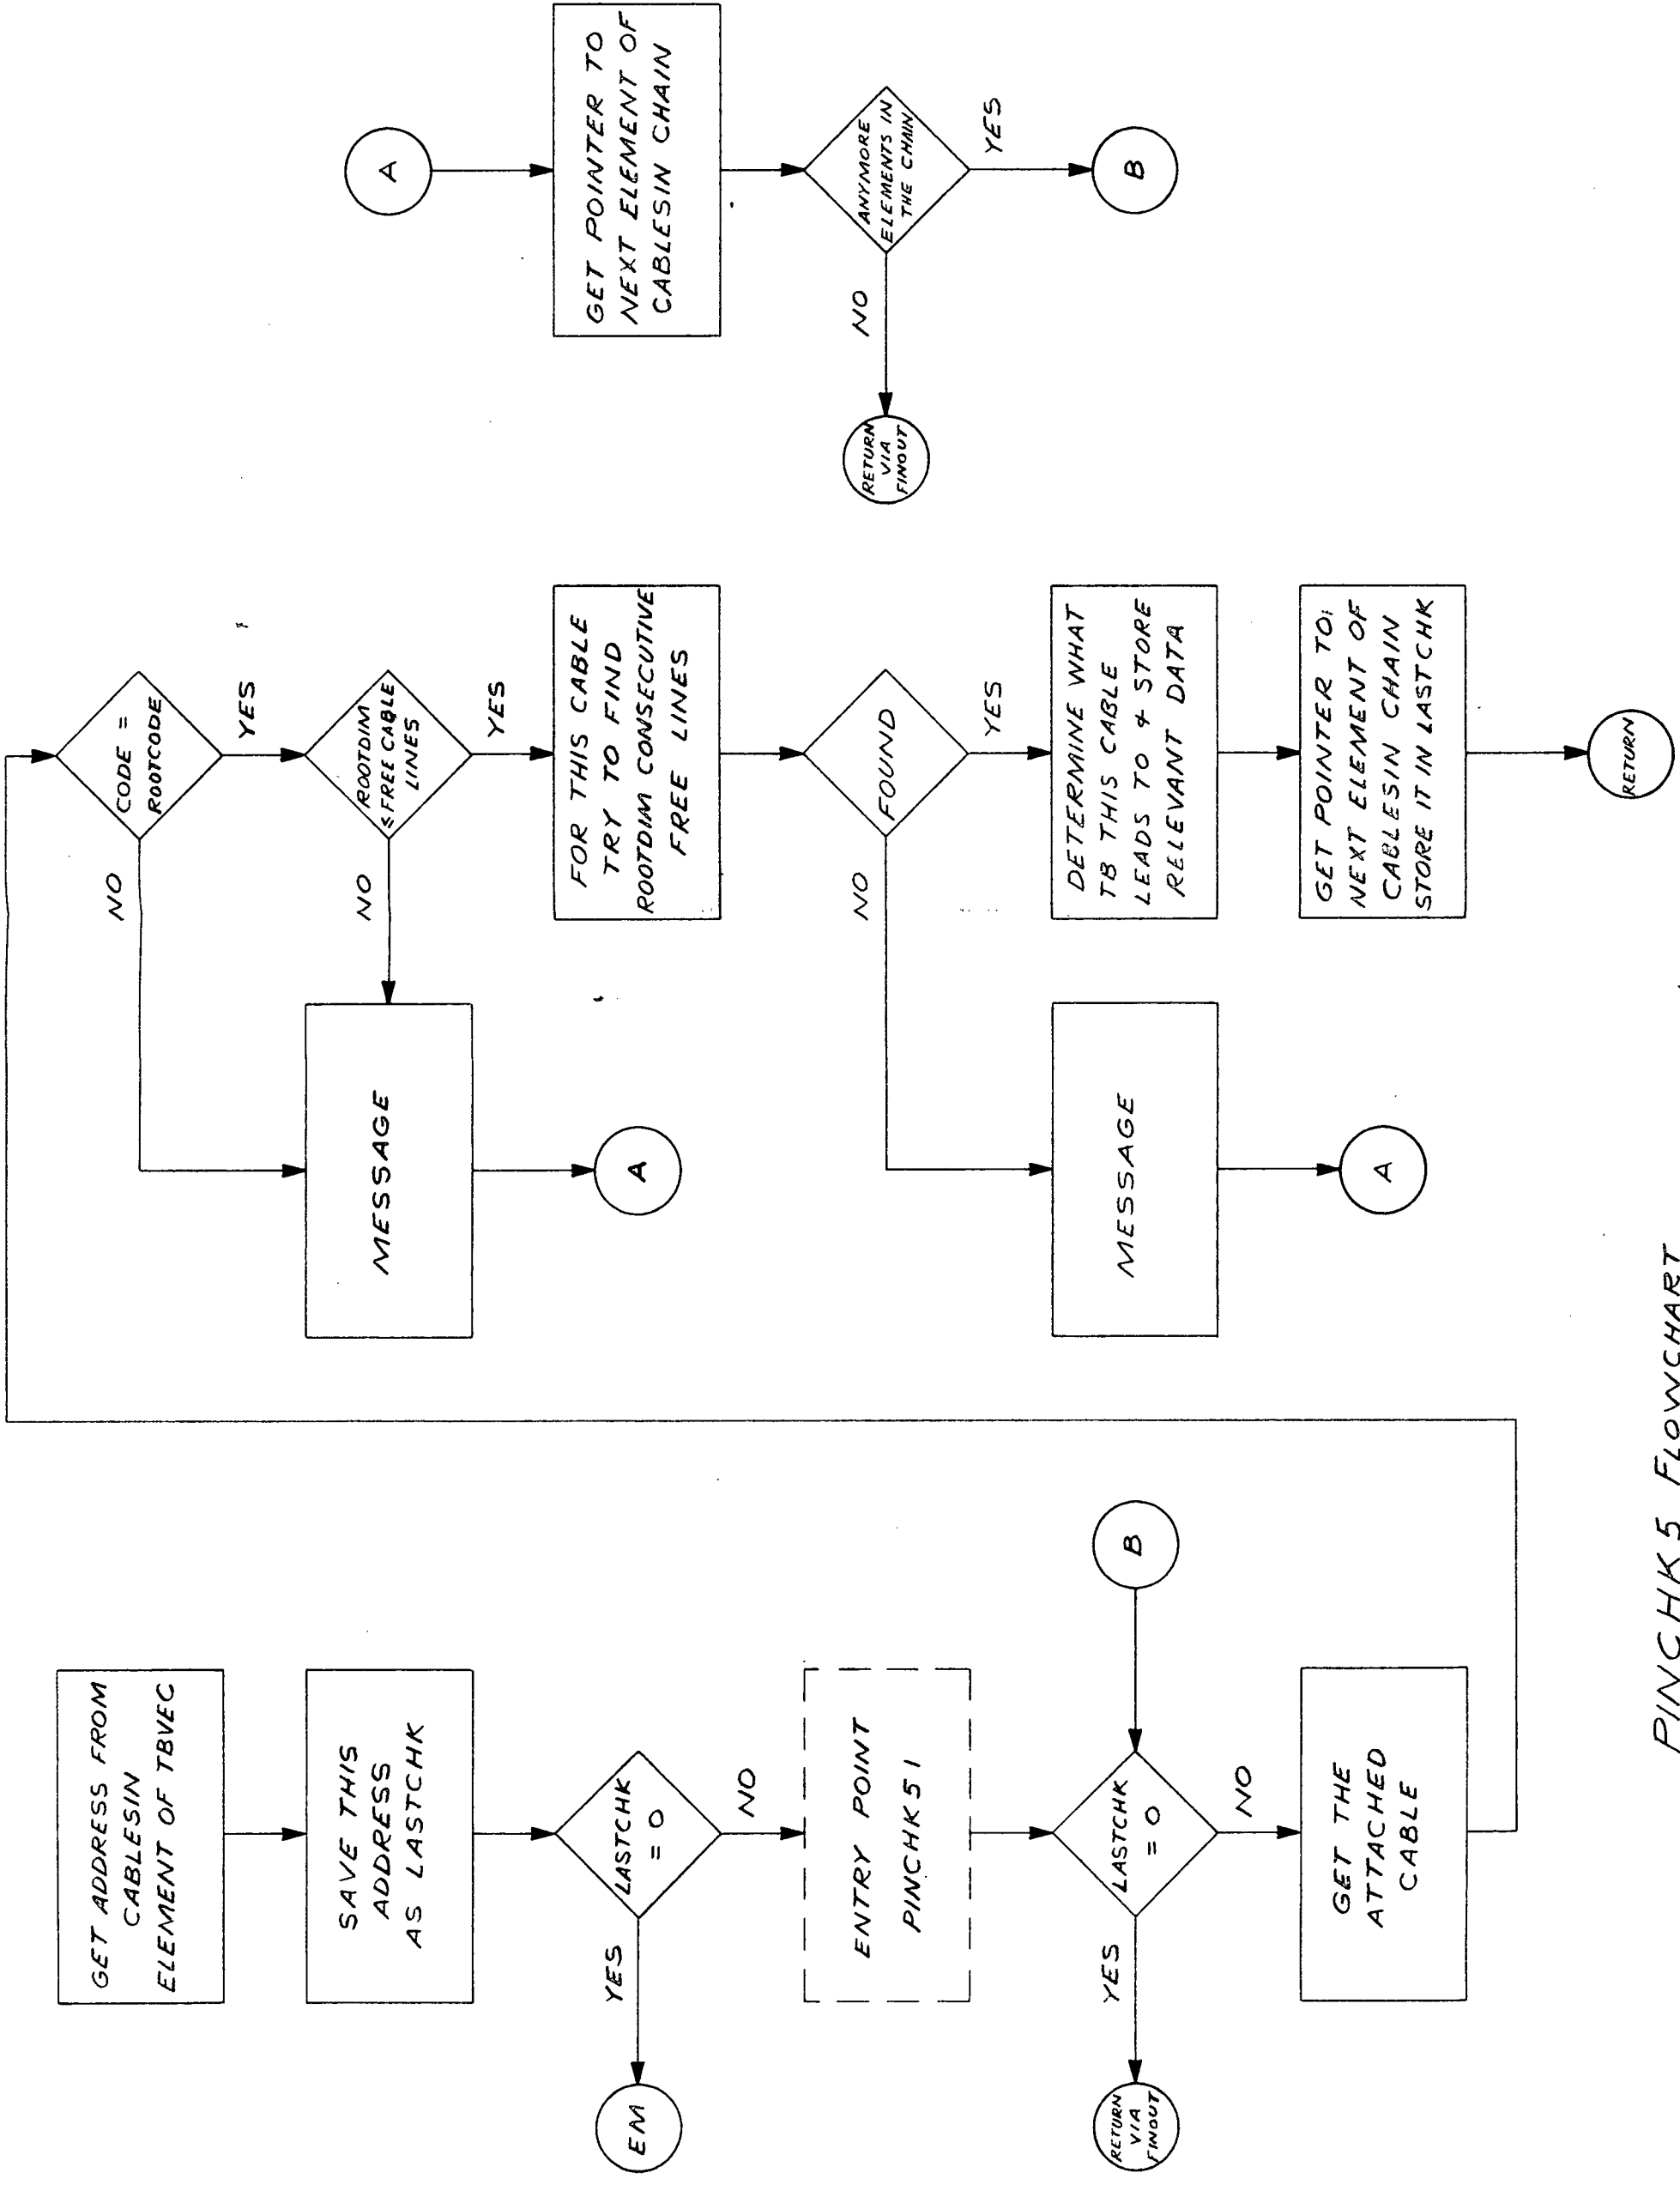 GET ADDRESS FROM
CABLESIN
ELEMENT OF TBVEC
SAVE THIS
ADDRESS
AS LASTCHK
LASTCHK
= 0
YES
EM
NO
ENTRY POINT
PINCHK51
B
LASTCHK
= 0
YES
RETURN
VIA
FINOUT
NO
GET THE
ATTACHED
CABLE
CODE =
ROOTCODE
NO
YES
ROOTDIM
≤ FREE CABLE
LINES
NO
YES
MESSAGE
A
FOR THIS CABLE
TRY TO FIND
ROOTDIM CONSECUTIVE
FREE LINES
FOUND
NO
YES
MESSAGE
A
DETERMINE WHAT
TB THIS CABLE
LEADS TO & STORE
RELEVANT DATA
GET POINTER TO:
NEXT ELEMENT OF
CABLESIN CHAIN
STORE IT IN LASTCHK
RETURN
A
GET POINTER TO
NEXT ELEMENT OF
CABLESIN CHAIN
ANYMORE
ELEMENTS IN
THE CHAIN
NO
YES
RETURN
VIA
FINOUT
B
PINCHK5 FLOWCHART